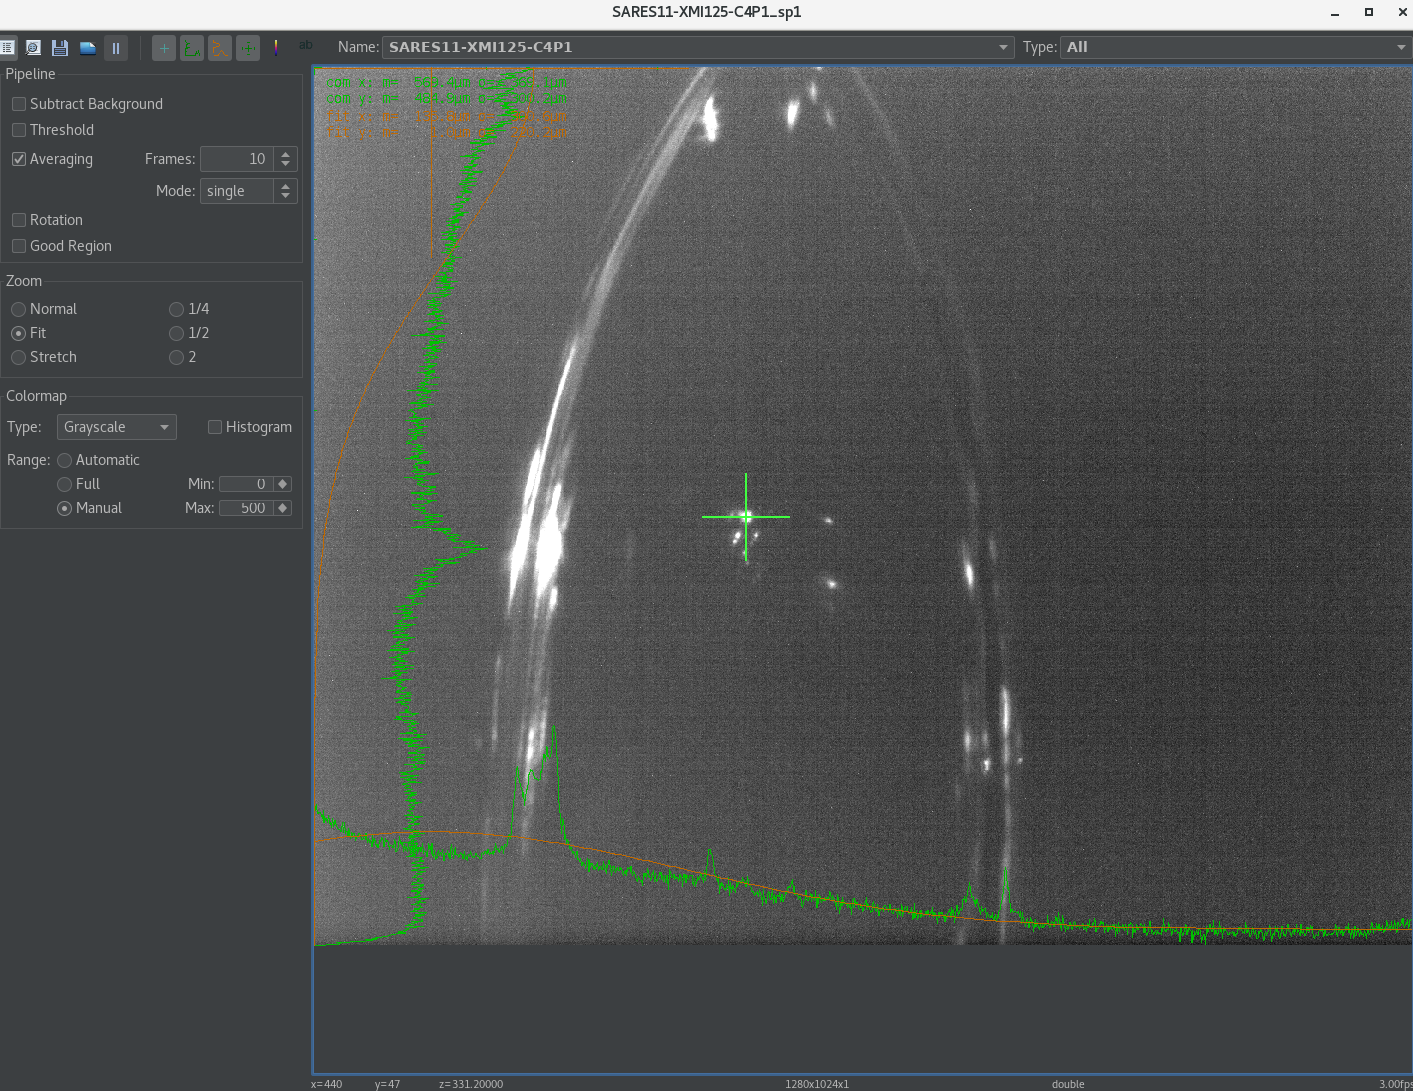 SARES11-XMI125-C4P1_sp1
ab
Name: SARES11-XMI125-C4P1 Type: All
Pipeline
Subtract Background
Threshold
Averaging Frames: 10
Mode: single
Rotation
Good Region
Zoom
Normal 1/4
Fit 1/2
Stretch 2
Colormap
Type: Grayscale Histogram
Range: Automatic
Full Min: 0
Manual Max: 500
x=440 y=47 z=331.20000 1280x1024x1 double 3.00fps